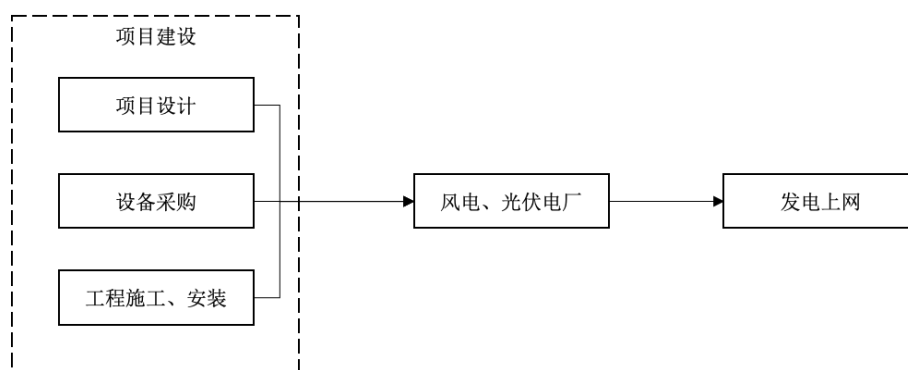 项目建设
项目设计
设备采购
工程施工、安装
风电、光伏电厂
发电上网